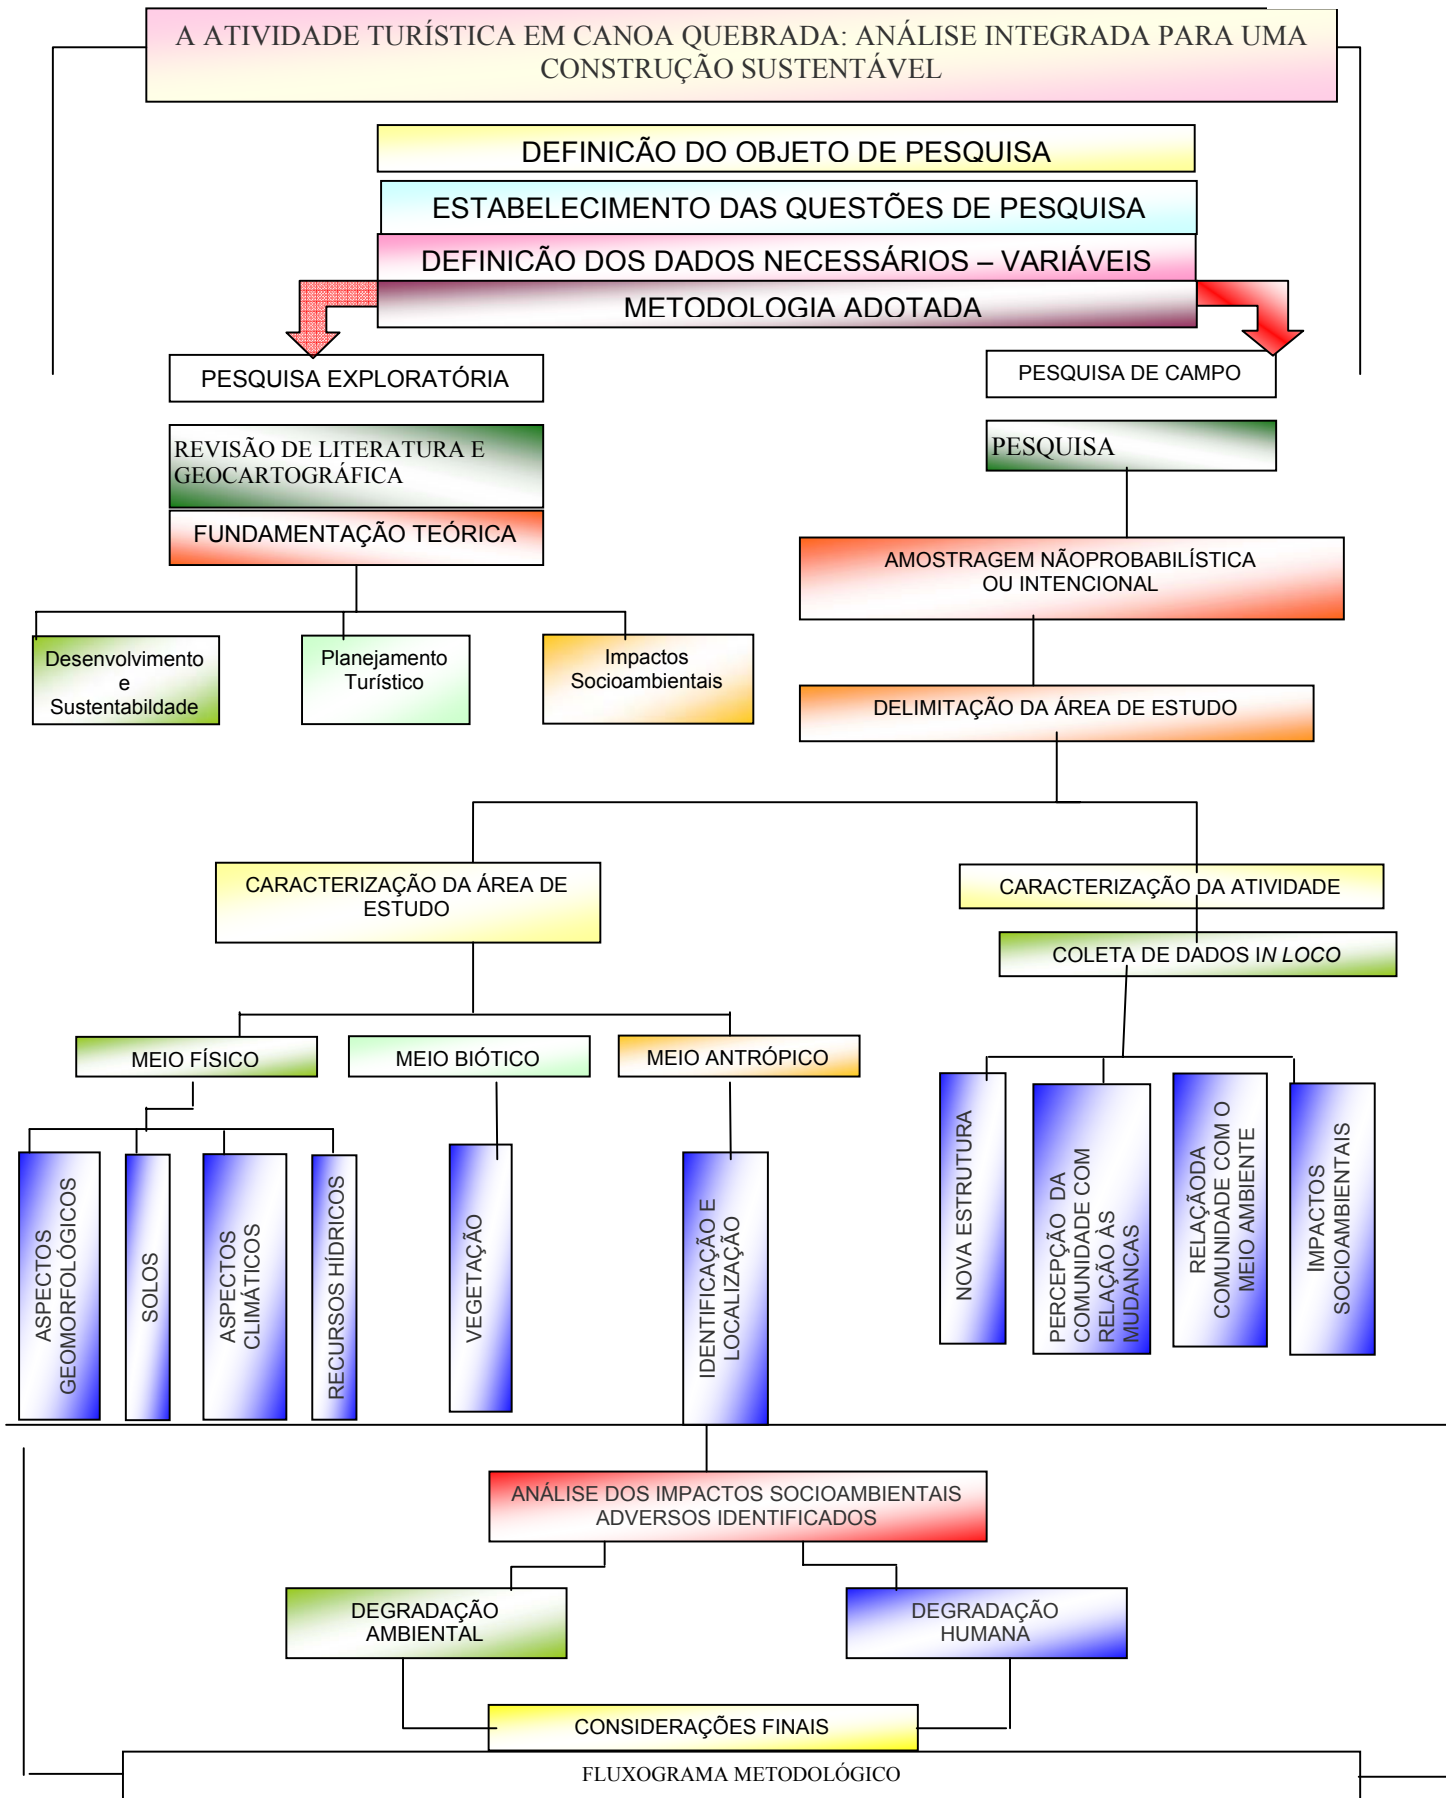 A ATIVIDADE TURÍSTICA EM CANOA QUEBRADA: ANÁLISE INTEGRADA PARA UMA
CONSTRUÇÃO SUSTENTÁVEL
DEFINICÃO DO OBJETO DE PESQUISA
ESTABELECIMENTO DAS QUESTÕES DE PESQUISA
DEFINICÃO DOS DADOS NECESSÁRIOS – VARIÁVEIS
METODOLOGIA ADOTADA
PESQUISA EXPLORATÓRIA
PESQUISA DE CAMPO
REVISÃO DE LITERATURA E
GEOCARTOGRÁFICA
PESQUISA
FUNDAMENTAÇÃO TEÓRICA
AMOSTRAGEM NÃOPROBABILÍSTICA
OU INTENCIONAL
Desenvolvimento
e
Sustentabildade
Planejamento
Turístico
Impactos
Socioambientais
DELIMITAÇÃO DA ÁREA DE ESTUDO
CARACTERIZAÇÃO DA ÁREA DE
ESTUDO
CARACTERIZAÇÃO DA ATIVIDADE
COLETA DE DADOS IN LOCO
MEIO FÍSICO
MEIO BIÓTICO
MEIO ANTRÓPICO
ASPECTOS
GEOMORFOLÓGICOS
SOLOS
ASPECTOS
CLIMÁTICOS
RECURSOS HÍDRICOS
VEGETAÇÃO
IDENTIFICAÇÃO E
LOCALIZAÇÃO
NOVA ESTRUTURA
PERCEPÇÃO DA
COMUNIDADE COM
RELAÇÃO ÀS
MUDANCAS
RELAÇÃODA
COMUNIDADE COM O
MEIO AMBIENTE
IMPACTOS
SOCIOAMBIENTAIS
ANÁLISE DOS IMPACTOS SOCIOAMBIENTAIS
ADVERSOS IDENTIFICADOS
DEGRADAÇÃO
AMBIENTAL
DEGRADAÇÃO
HUMANA
CONSIDERAÇÕES FINAIS
FLUXOGRAMA METODOLÓGICO